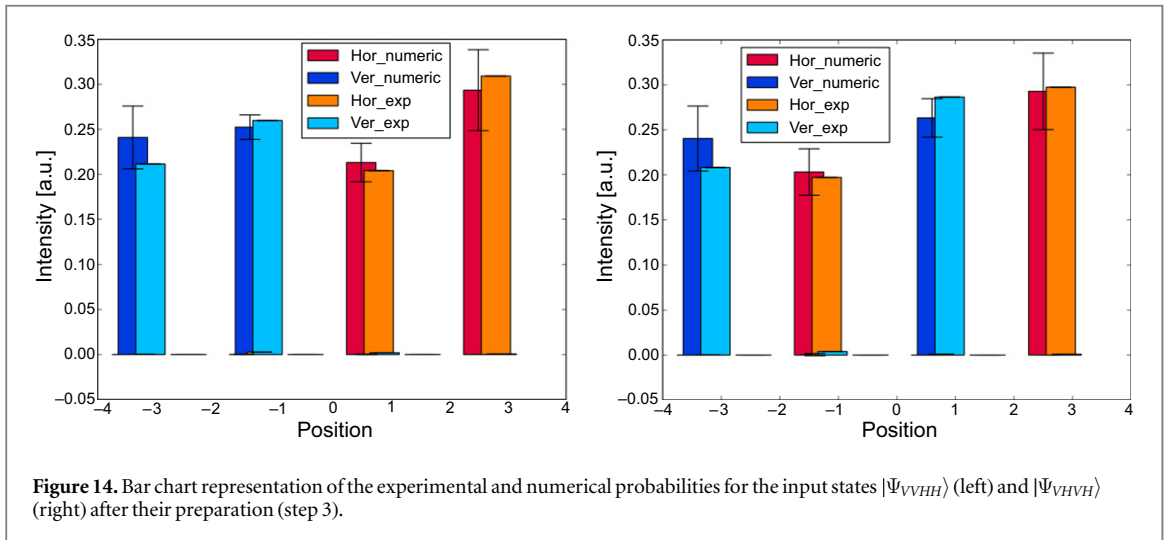 0.35
0.30
0.25
0.20
0.15
0.10
0.05
0.00
–0.05
Intensity [a.u.]
Hor_numeric
Ver_numeric
Hor_exp
Ver_exp
–4 –3 –2 –1 0 1 2 3 4
Position
0.35
0.30
0.25
0.20
0.15
0.10
0.05
0.00
–0.05
Intensity [a.u.]
Hor_numeric
Ver_numeric
Hor_exp
Ver_exp
–4 –3 –2 –1 0 1 2 3 4
Position
Figure 14. Bar chart representation of the experimental and numerical probabilities for the input states |Ψ_VVHH⟩ (left) and |Ψ_VHVH⟩
(right) after their preparation (step 3).